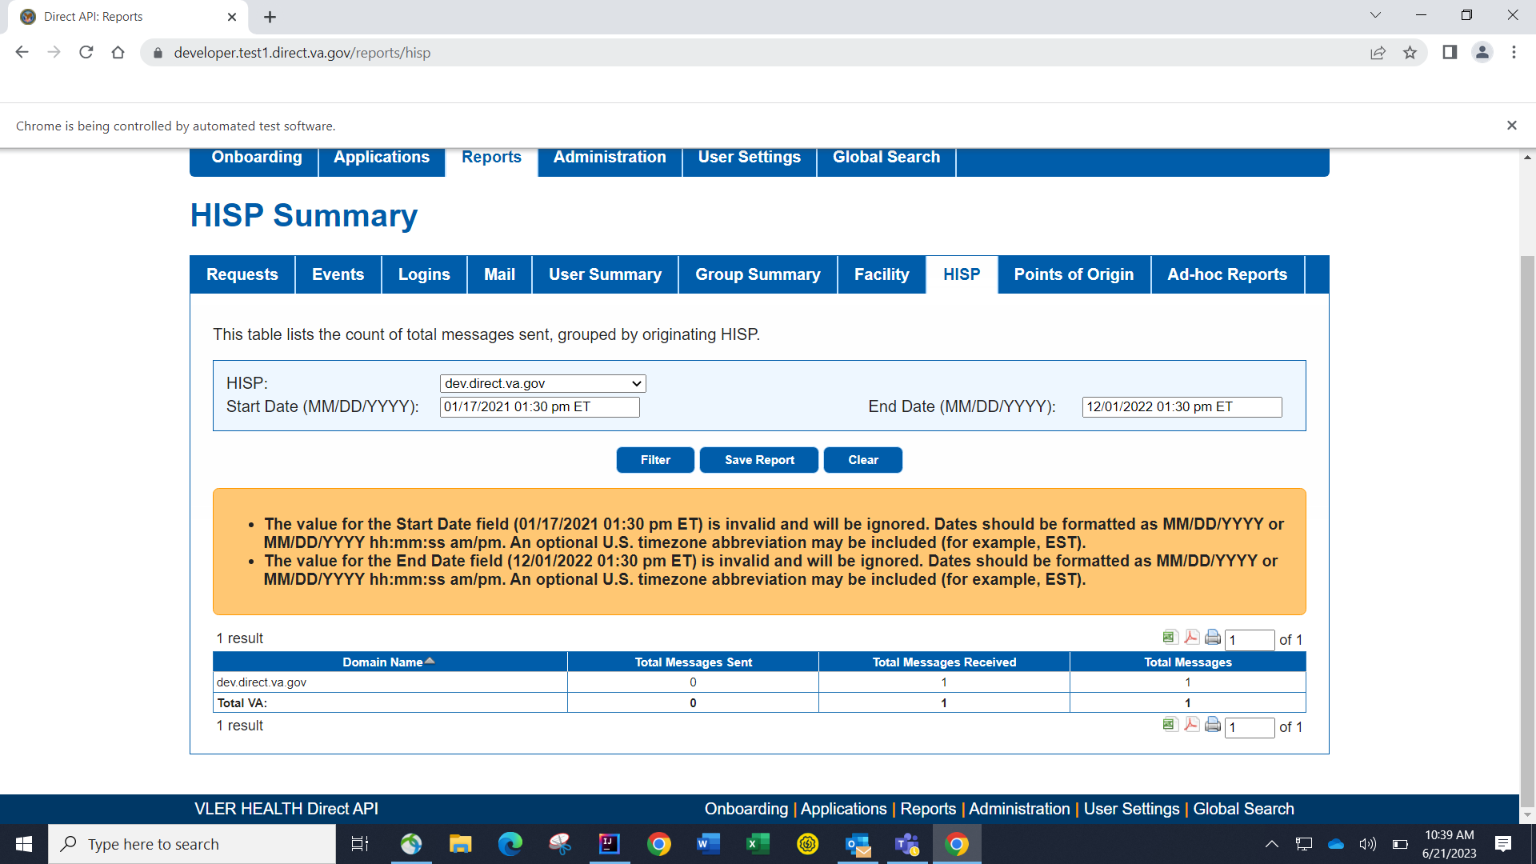 Direct API: Reports
developer.test1.direct.va.gov/reports/hisp
Chrome is being controlled by automated test software.
Onboarding Applications Reports Administration User Settings Global Search
HISP Summary
Requests Events Logins Mail User Summary Group Summary Facility HISP Points of Origin Ad-hoc Reports
This table lists the count of total messages sent, grouped by originating HISP.
HISP: dev.direct.va.gov
Start Date (MM/DD/YYYY): 01/17/2021 01:30 pm ET End Date (MM/DD/YYYY): 12/01/2022 01:30 pm ET
Filter Save Report Clear
• The value for the Start Date field (01/17/2021 01:30 pm ET) is invalid and will be ignored. Dates should be formatted as MM/DD/YYYY or
MM/DD/YYYY hh:mm:ss am/pm. An optional U.S. timezone abbreviation may be included (for example, EST).
• The value for the End Date field (12/01/2022 01:30 pm ET) is invalid and will be ignored. Dates should be formatted as MM/DD/YYYY or
MM/DD/YYYY hh:mm:ss am/pm. An optional U.S. timezone abbreviation may be included (for example, EST).
1 result 1 of 1
Domain Name Total Messages Sent Total Messages Received Total Messages
dev.direct.va.gov 0 1 1
Total VA: 0 1 1
1 result 1 of 1
VLER HEALTH Direct API Onboarding | Applications | Reports | Administration | User Settings | Global Search
Type here to search
10:39 AM
6/21/2023